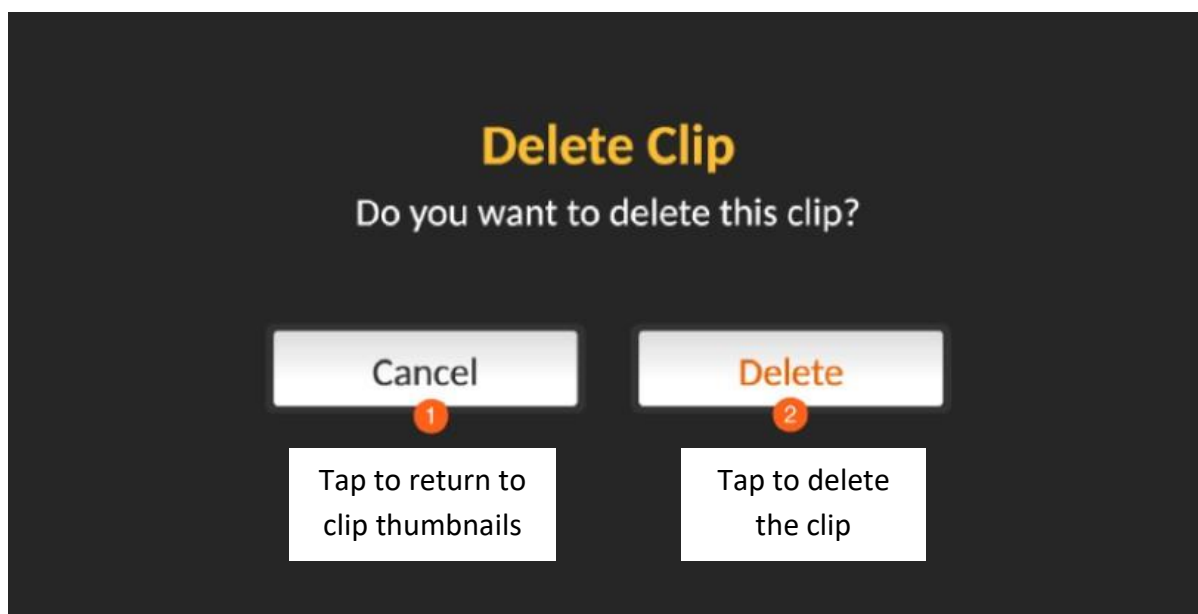 Delete Clip
Do you want to delete this clip?
Cancel
Delete
1
2
Tap to return to
clip thumbnails
Tap to delete
the clip